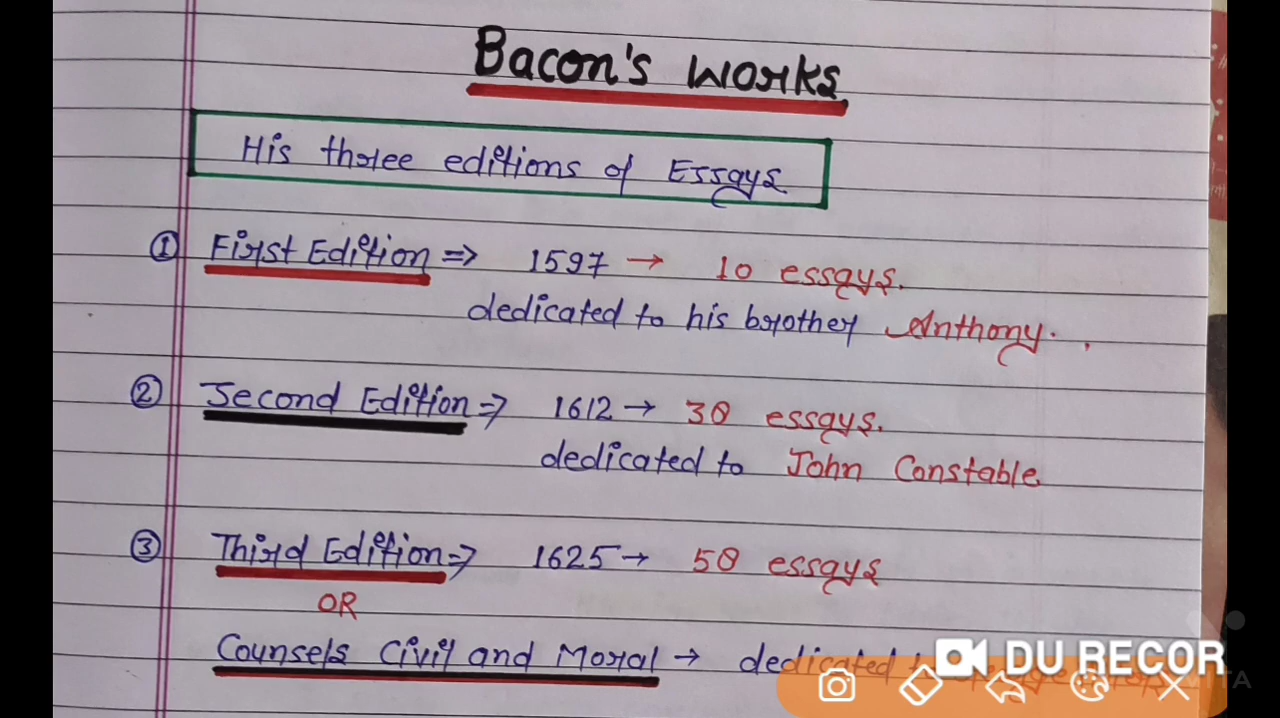 Bacon's works
His three editions of Essays
① First Edition ⇒ 1597 → 10 essays.
dedicated to his brother Anthony.
② Second Edition ⇒ 1612 → 38 essays.
dedicated to John Constable
③ Third Edition ⇒ 1625 → 58 essays
OR
Counsels Civil and Moral → dedicated
DU RECOR